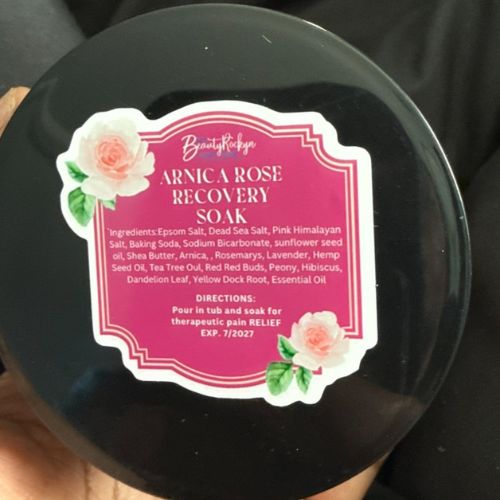 BeautyRockyn
ARNICA ROSE
RECOVERY
SOAK
Ingredients:Epsom Salt, Dead Sea Salt, Pink Himalayan
Salt, Baking Soda, Sodium Bicarbonate, sunflower seed
oil, Shea Butter, Arnica, , Rosemarys, Lavender, Hemp
Seed Oil, Tea Tree Oul, Red Red Buds, Peony, Hibiscus,
Dandelion Leaf, Yellow Dock Root, Essential Oil
DIRECTIONS:
Pour in tub and soak for
therapeutic pain RELIEF
EXP. 7/2027